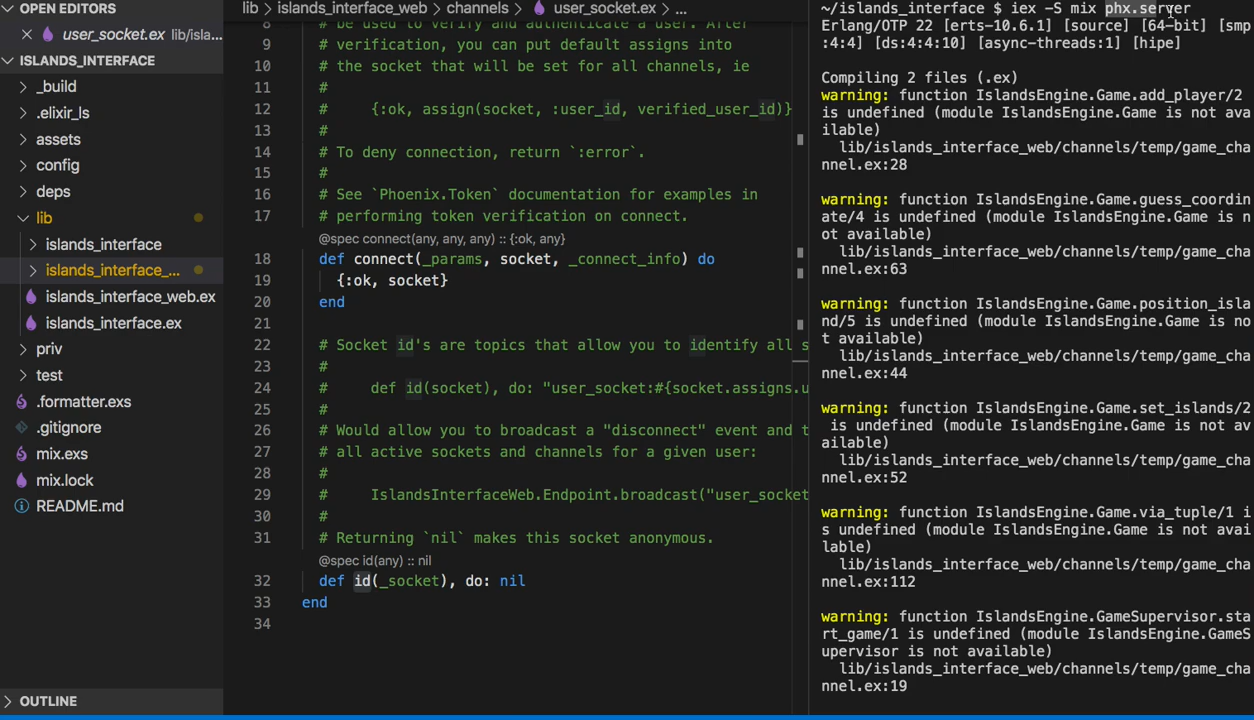 OPEN EDITORS
user_socket.ex lib/isla...
ISLANDS_INTERFACE
_build
.elixir_ls
assets
config
deps
lib
islands_interface
islands_interface_...
islands_interface_web.ex
islands_interface.ex
priv
test
.formatter.exs
.gitignore
mix.exs
mix.lock
README.md
OUTLINE
lib > islands_interface_web > channels > user_socket.ex > ...
# be used to verify and authenticate a user. After
9 # verification, you can put default assigns into
10 # the socket that will be set for all channels, ie
11 #
12 # {:ok, assign(socket, :user_id, verified_user_id)}
13 #
14 # To deny connection, return `:error`.
15 #
16 # See `Phoenix.Token` documentation for examples in
17 # performing token verification on connect.
@spec connect(any, any, any) :: {:ok, any}
18 def connect(_params, socket, _connect_info) do
19 {:ok, socket}
20 end
21
22 # Socket id's are topics that allow you to identify all s
23 #
24 # def id(socket), do: "user_socket:#{socket.assigns.u
25 #
26 # Would allow you to broadcast a "disconnect" event and t
27 # all active sockets and channels for a given user:
28 #
29 # IslandsInterfaceWeb.Endpoint.broadcast("user_socket
30 #
31 # Returning `nil` makes this socket anonymous.
@spec id(any) :: nil
32 def id(_socket), do: nil
33 end
34
~/islands_interface $ iex -S mix phx.server
Erlang/OTP 22 [erts-10.6.1] [source] [64-bit] [smp
:4:4] [ds:4:4:10] [async-threads:1] [hipe]
Compiling 2 files (.ex)
warning: function IslandsEngine.Game.add_player/2
is undefined (module IslandsEngine.Game is not ava
ilable)
lib/islands_interface_web/channels/temp/game_cha
nnel.ex:28
warning: function IslandsEngine.Game.guess_coordin
ate/4 is undefined (module IslandsEngine.Game is n
ot available)
lib/islands_interface_web/channels/temp/game_cha
nnel.ex:63
warning: function IslandsEngine.Game.position_isla
nd/5 is undefined (module IslandsEngine.Game is no
t available)
lib/islands_interface_web/channels/temp/game_cha
nnel.ex:44
warning: function IslandsEngine.Game.set_islands/2
is undefined (module IslandsEngine.Game is not av
ailable)
lib/islands_interface_web/channels/temp/game_cha
nnel.ex:52
warning: function IslandsEngine.Game.via_tuple/1 i
s undefined (module IslandsEngine.Game is not avai
lable)
lib/islands_interface_web/channels/temp/game_cha
nnel.ex:112
warning: function IslandsEngine.GameSupervisor.sta
rt_game/1 is undefined (module IslandsEngine.GameS
upervisor is not available)
lib/islands_interface_web/channels/temp/game_cha
nnel.ex:19